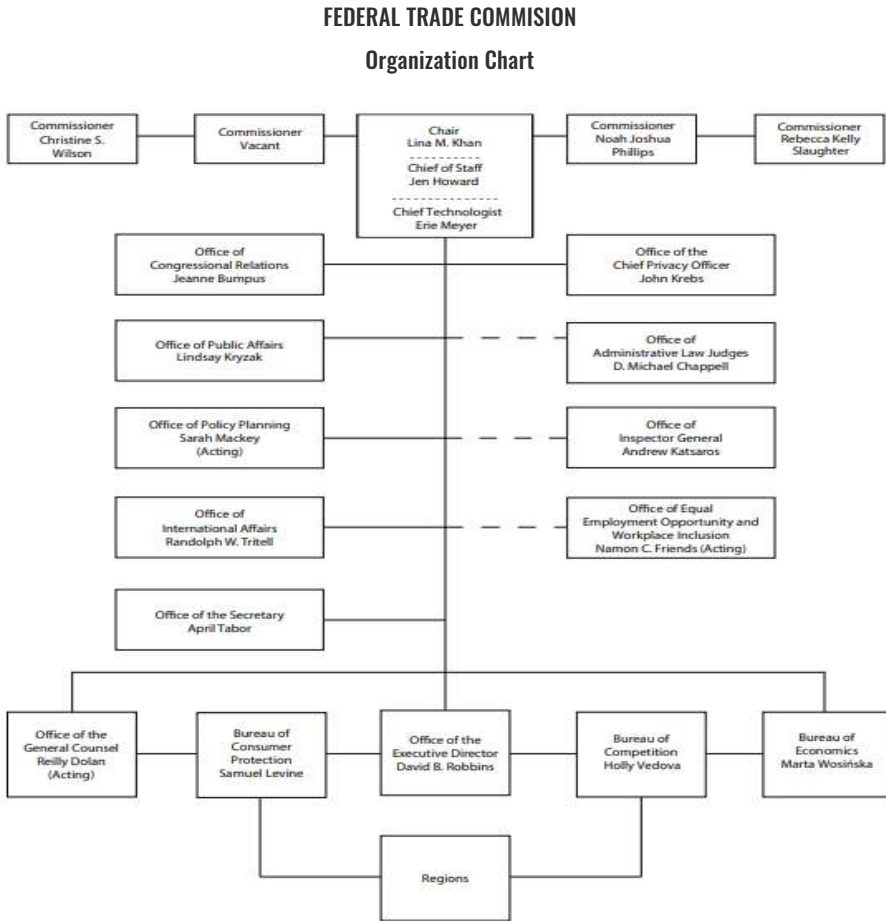 FEDERAL TRADE COMMISION
Organization Chart
Commissioner
Christine S.
Wilson
Commissioner
Vacant
Chair
Lina M. Khan
Chief of Staff
Jen Howard
Chief Technologist
Erie Meyer
Commissioner
Noah Joshua
Phillips
Commissioner
Rebecca Kelly
Slaughter
Office of
Congressional Relations
Jeanne Bumpus
Office of the
Chief Privacy Officer
John Krebs
Office of Public Affairs
Lindsay Kryzak
Office of
Administrative Law Judges
D. Michael Chappell
Office of Policy Planning
Sarah Mackey
(Acting)
Office of
Inspector General
Andrew Katsaros
Office of
International Affairs
Randolph W. Tritell
Office of Equal
Employment Opportunity and
Workplace Inclusion
Namon C. Friends (Acting)
Office of the Secretary
April Tabor
Office of the
General Counsel
Reilly Dolan
(Acting)
Bureau of
Consumer
Protection
Samuel Levine
Office of the
Executive Director
David B. Robbins
Bureau of
Competition
Holly Vedova
Bureau of
Economics
Marta Wosińska
Regions